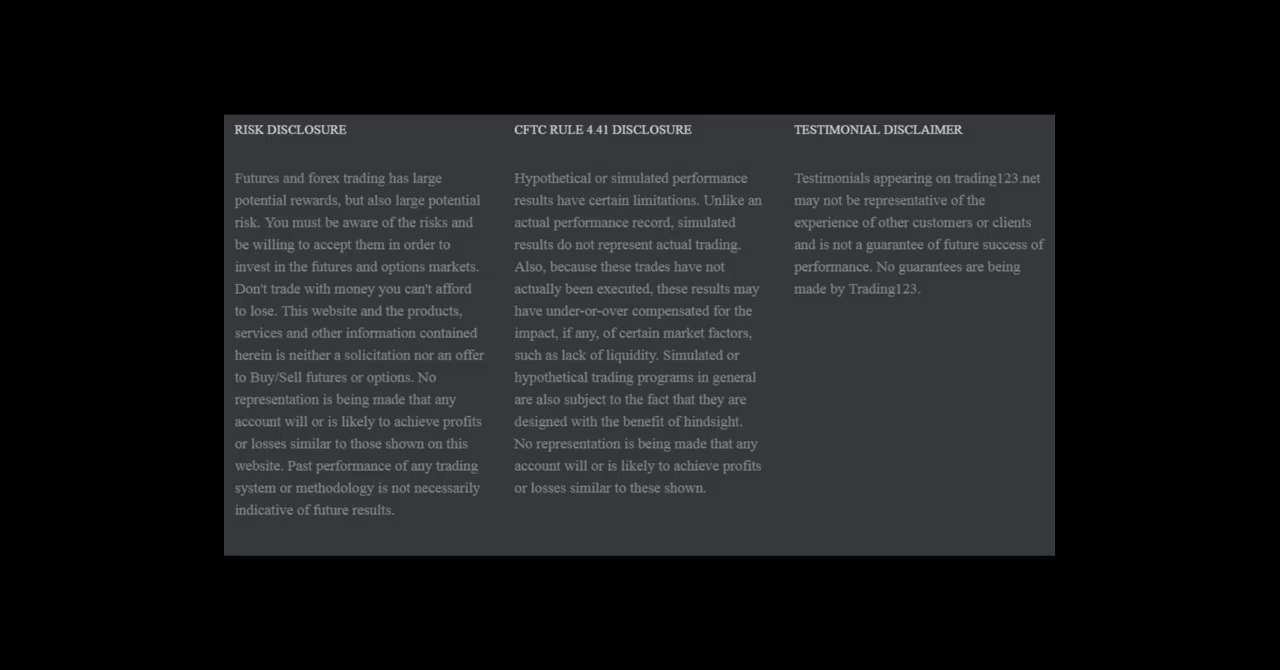 RISK DISCLOSURE
Futures and forex trading has large
potential rewards, but also large potential
risk. You must be aware of the risks and
be willing to accept them in order to
invest in the futures and options markets.
Don't trade with money you can't afford
to lose. This website and the products,
services and other information contained
herein is neither a solicitation nor an offer
to Buy/Sell futures or options. No
representation is being made that any
account will or is likely to achieve profits
or losses similar to those shown on this
website. Past performance of any trading
system or methodology is not necessarily
indicative of future results.
CFTC RULE 4.41 DISCLOSURE
Hypothetical or simulated performance
results have certain limitations. Unlike an
actual performance record, simulated
results do not represent actual trading.
Also, because these trades have not
actually been executed, these results may
have under-or-over compensated for the
impact, if any, of certain market factors,
such as lack of liquidity. Simulated or
hypothetical trading programs in general
are also subject to the fact that they are
designed with the benefit of hindsight.
No representation is being made that any
account will or is likely to achieve profits
or losses similar to these shown.
TESTIMONIAL DISCLAIMER
Testimonials appearing on trading123.net
may not be representative of the
experience of other customers or clients
and is not a guarantee of future success of
performance. No guarantees are being
made by Trading123.